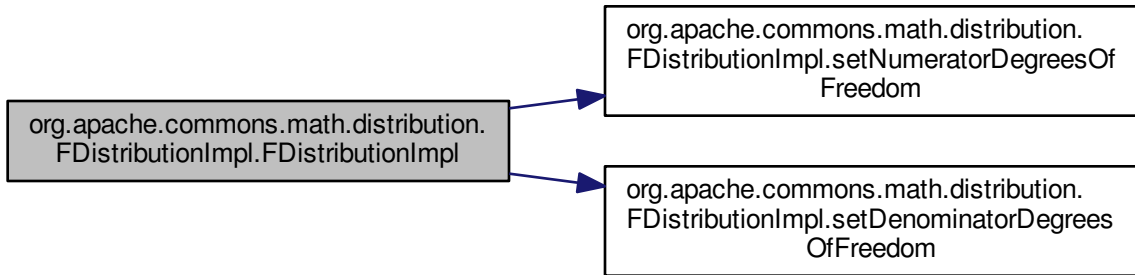 org.apache.commons.math.distribution.
FDistributionImpl.FDistributionImpl
org.apache.commons.math.distribution.
FDistributionImpl.setNumeratorDegreesOf
Freedom
org.apache.commons.math.distribution.
FDistributionImpl.setDenominatorDegrees
OfFreedom